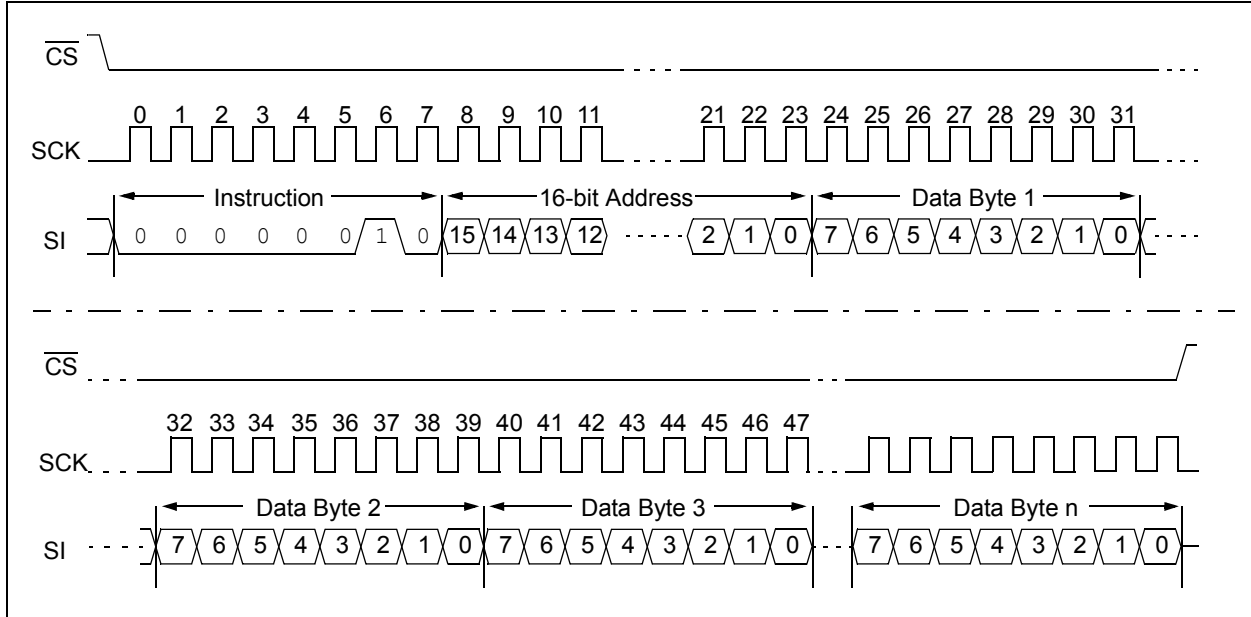 CS
0 1 2 3 4 5 6 7 8 9 10 11 21 22 23 24 25 26 27 28 29 30 31
SCK
Instruction 16-bit Address Data Byte 1
SI 0 0 0 0 0 0 1 0 15 14 13 12 2 1 0 7 6 5 4 3 2 1 0
CS
32 33 34 35 36 37 38 39 40 41 42 43 44 45 46 47
SCK
Data Byte 2 Data Byte 3 Data Byte n
SI 7 6 5 4 3 2 1 0 7 6 5 4 3 2 1 0 7 6 5 4 3 2 1 0